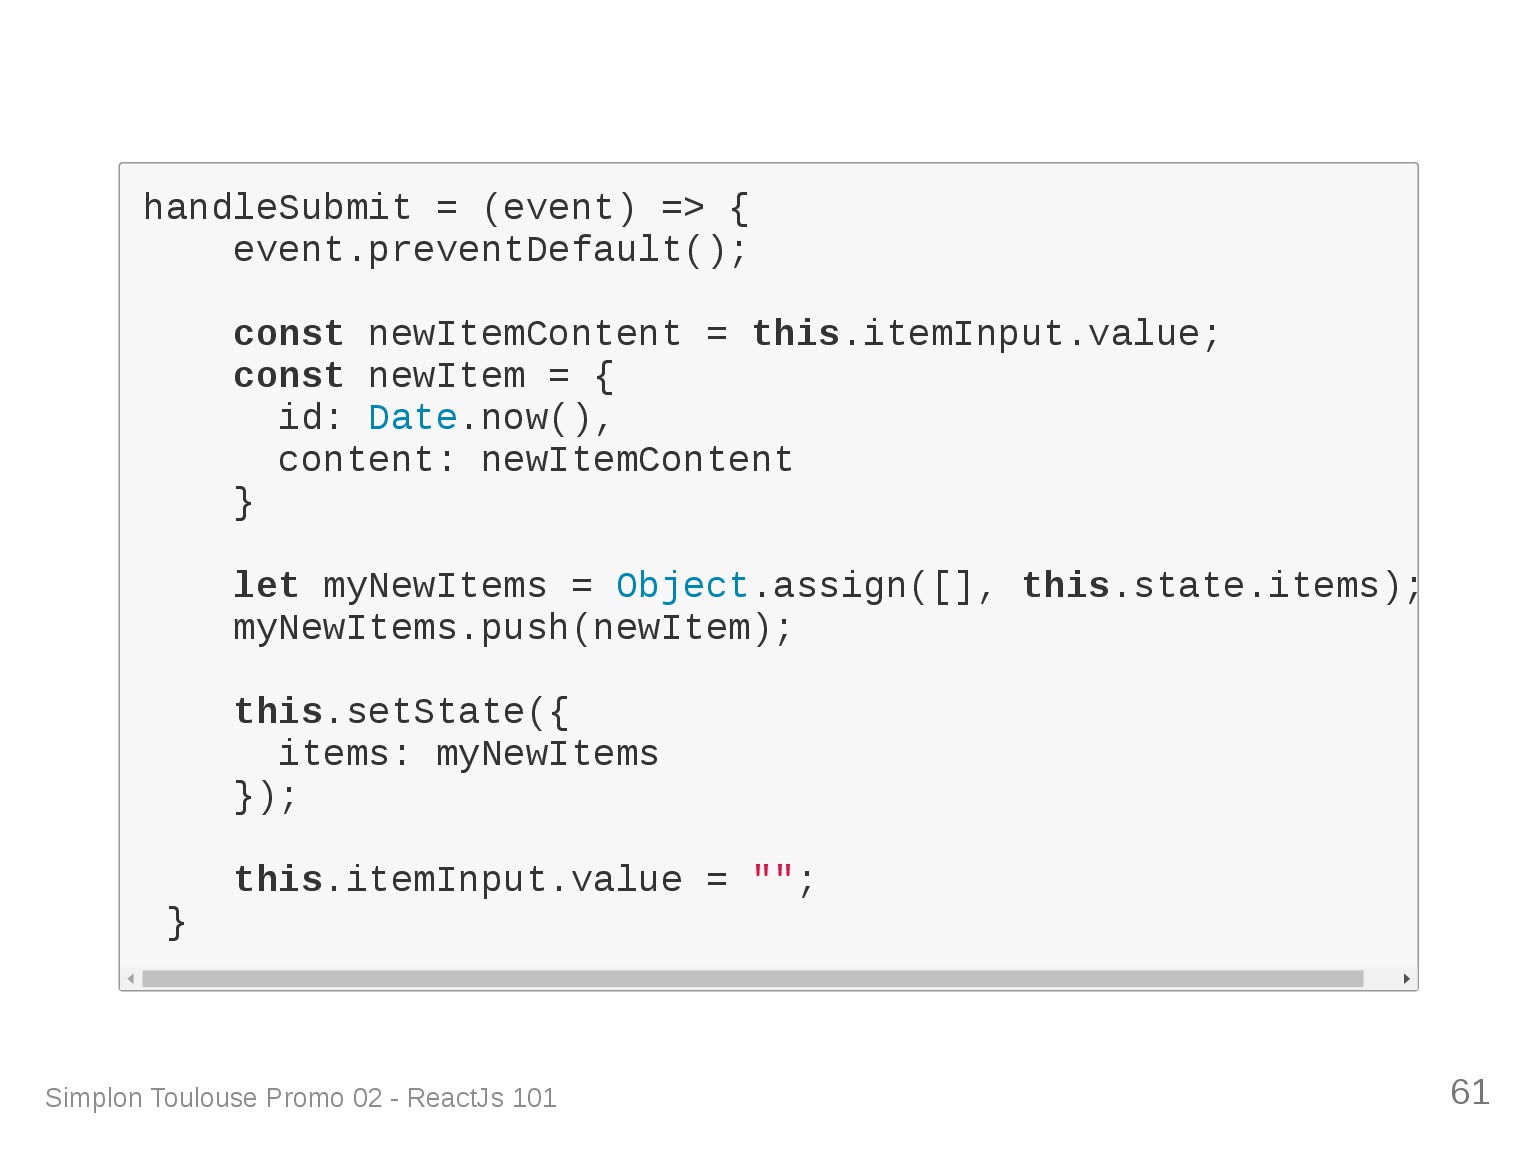 handleSubmit = (event) => {
    event.preventDefault();

    const newItemContent = this.itemInput.value;
    const newItem = {
      id: Date.now(),
      content: newItemContent
    }

    let myNewItems = Object.assign([], this.state.items);
    myNewItems.push(newItem);

    this.setState({
      items: myNewItems
    });

    this.itemInput.value = "";
 }
Simplon Toulouse Promo 02 - ReactJs 101
61